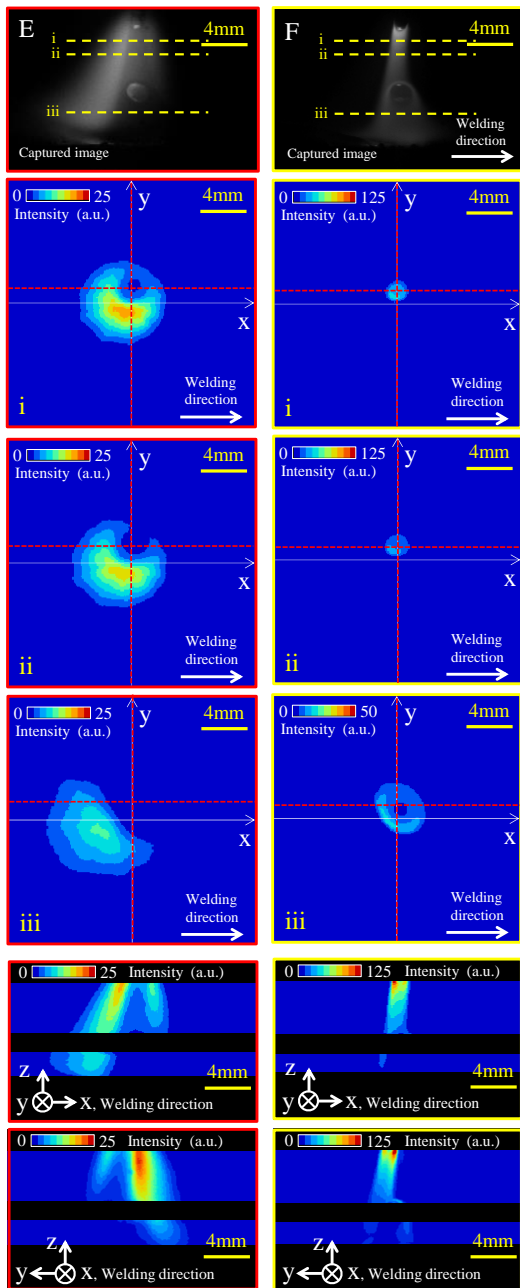 E
4mm
i
ii
iii
Captured image
F
4mm
i
ii
iii
Welding
direction
Captured image
0 25
Intensity (a.u.)
y
4mm
x
Welding
direction
i
0 125
Intensity (a.u.)
y
4mm
x
Welding
direction
i
0 25
Intensity (a.u.)
y
4mm
x
Welding
direction
ii
0 125
Intensity (a.u.)
y
4mm
x
Welding
direction
ii
0 25
Intensity (a.u.)
y
4mm
x
Welding
direction
iii
0 50
Intensity (a.u.)
y
4mm
x
Welding
direction
iii
0 25 Intensity (a.u.)
z
4mm
y x, Welding direction
0 125 Intensity (a.u.)
z
4mm
y x, Welding direction
0 25 Intensity (a.u.)
4mm
z
y x, Welding direction
0 125 Intensity (a.u.)
4mm
z
y x, Welding direction